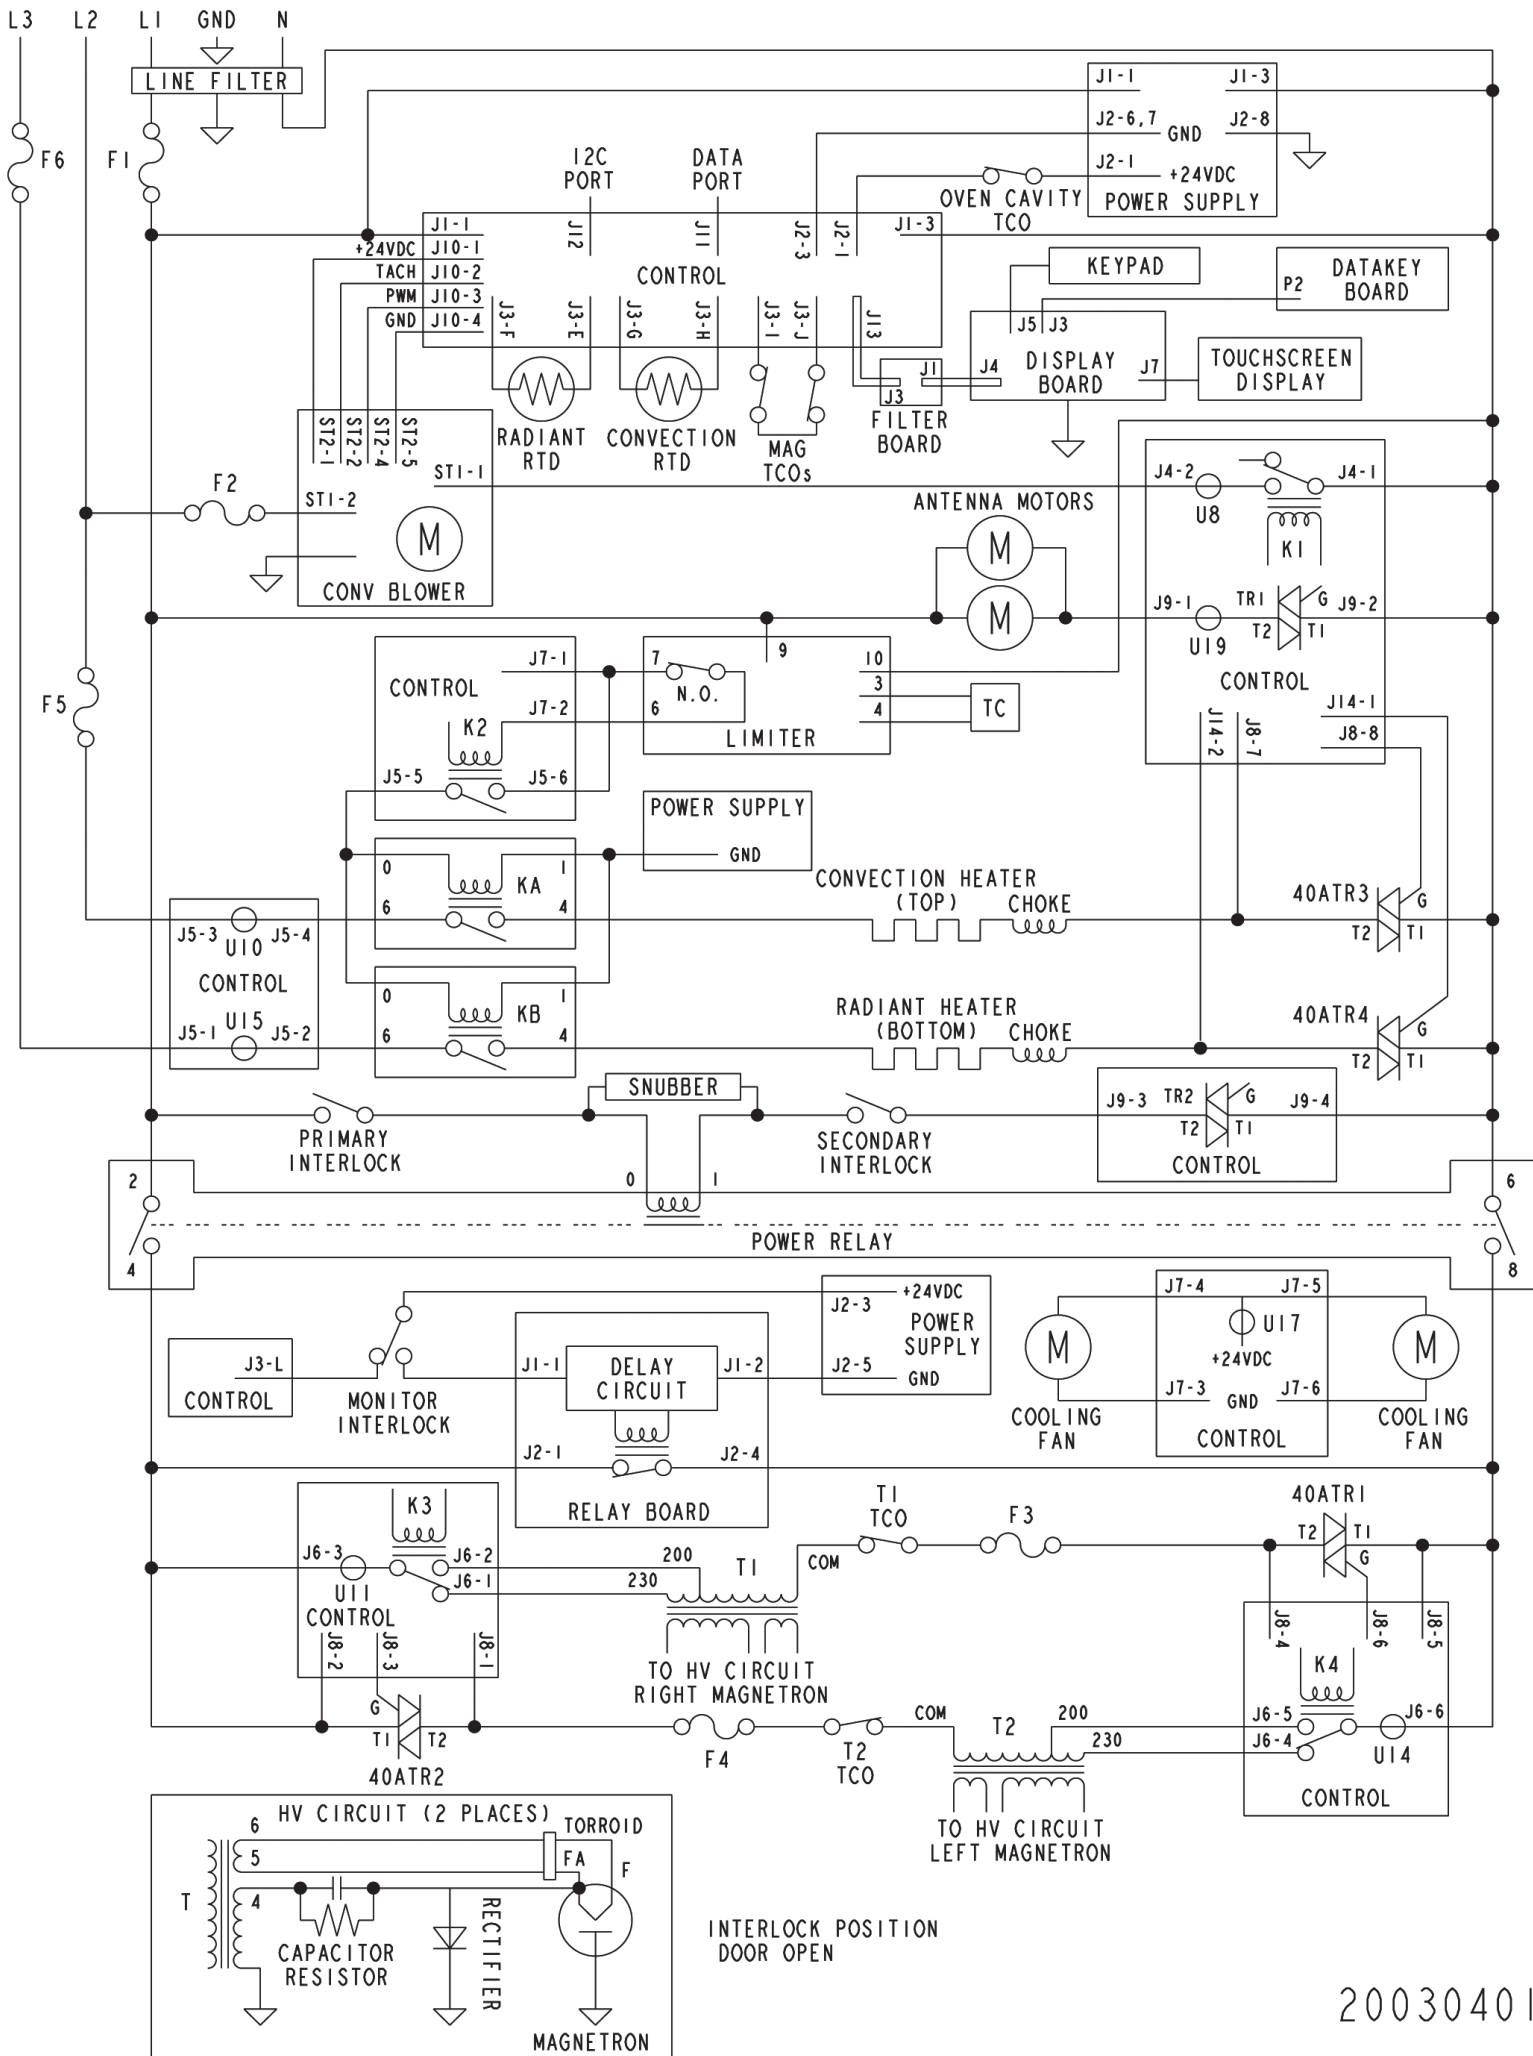 L3 L2 L1 GND N
LINE FILTER
F6
F1
I2C
PORT
DATA
PORT
J1-1 J1-3
J2-6,7 GND J2-8
J2-1 +24VDC
POWER SUPPLY
OVEN CAVITY
TCO
J1-1
+24VDC J10-1
TACH J10-2
PWM J10-3
GND J10-4
J12
J11
J2-3
J2-1
J1-3
CONTROL
J3-F
J3-E
J3-G
J3-H
J3-I
J3-J
J13
KEYPAD
P2
DATAKEY
BOARD
J5 J3
J4
DISPLAY
BOARD
J7
TOUCHSCREEN
DISPLAY
J1
J3
FILTER
BOARD
RADIANT
RTD
CONVECTION
RTD
MAG
TCOs
ST2-1
ST2-2
ST2-4
ST2-5
ST1-1
F2
ST1-2
M
CONV BLOWER
ANTENNA MOTORS
M
M
J4-2
U8
J4-1
K1
J9-1
U19
TR1 G
T2 T1
J9-2
CONTROL
J14-1
J8-8
J14-2
J8-7
F5
J7-1
CONTROL
J7-2
K2
J5-5 J5-6
7
N.O.
6
9
10
3
4
LIMITER
TC
POWER SUPPLY
GND
0 1
KA
6 4
CONVECTION HEATER
(TOP)
CHOKE
40ATR3
G
T2 T1
J5-3 J5-4
U10
CONTROL
U15
J5-1 J5-2
0 1
KB
6 4
RADIANT HEATER
(BOTTOM)
CHOKE
40ATR4
G
T2 T1
SNUBBER
PRIMARY
INTERLOCK
SECONDARY
INTERLOCK
J9-3 TR2 G J9-4
T2 T1
CONTROL
2
0 1
6
POWER RELAY
4
8
+24VDC
J2-3
POWER
SUPPLY
J2-5
GND
J3-L
CONTROL
MONITOR
INTERLOCK
J1-1
DELAY
CIRCUIT
J1-2
J2-1 J2-4
RELAY BOARD
J7-4 J7-5
M
U17
+24VDC
M
J7-3 GND J7-6
COOLING
FAN
CONTROL
COOLING
FAN
K3
J6-3
U11
J6-2
J6-1
CONTROL
J8-2
J8-3
J8-1
200
230
T1
COM
T1
TCO
F3
40ATR1
T2 T1
G
TO HV CIRCUIT
RIGHT MAGNETRON
J8-4
J8-6
J8-5
K4
G
T1 T2
40ATR2
F4
T2
TCO
COM
T2
200
230
J6-5
J6-4
J6-6
U14
CONTROL
TO HV CIRCUIT
LEFT MAGNETRON
HV CIRCUIT (2 PLACES)
6
5
T
4
TORROID
FA
F
CAPACITOR
RESISTOR
RECTIFIER
MAGNETRON
INTERLOCK POSITION
DOOR OPEN
20030401